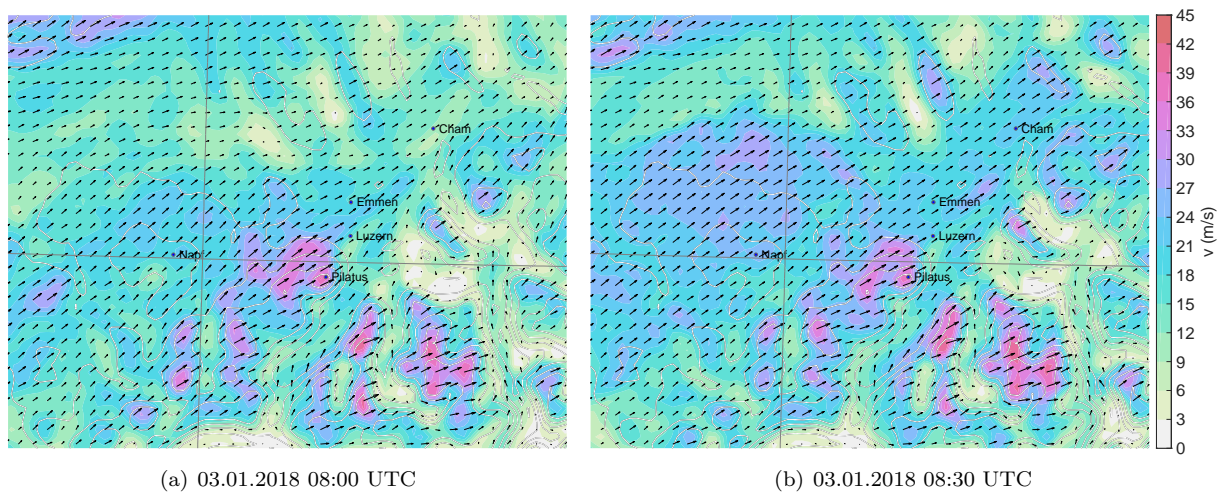 Cham
Emmen
Luzern
Napf
Pilatus
Cham
Emmen
Luzern
Napf
Pilatus
45
42
39
36
33
30
27
24
21
18
15
12
9
6
3
0
v (m/s)
(a) 03.01.2018 08:00 UTC
(b) 03.01.2018 08:30 UTC